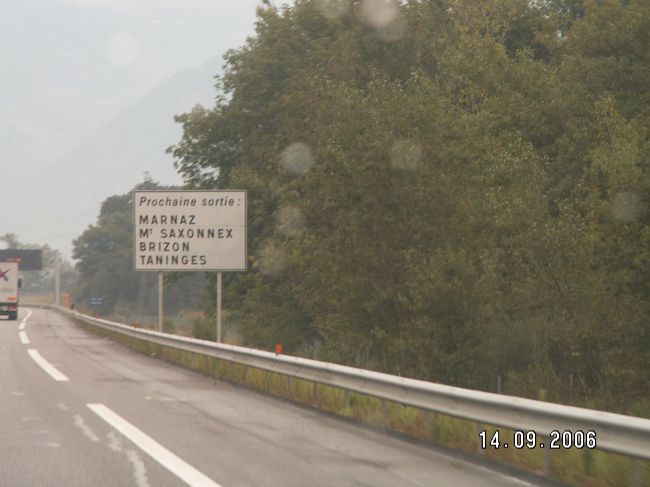 Prochaine sortie :
MARNAZ
MT SAXONNEX
BRIZON
TANINGES
14.09.2006